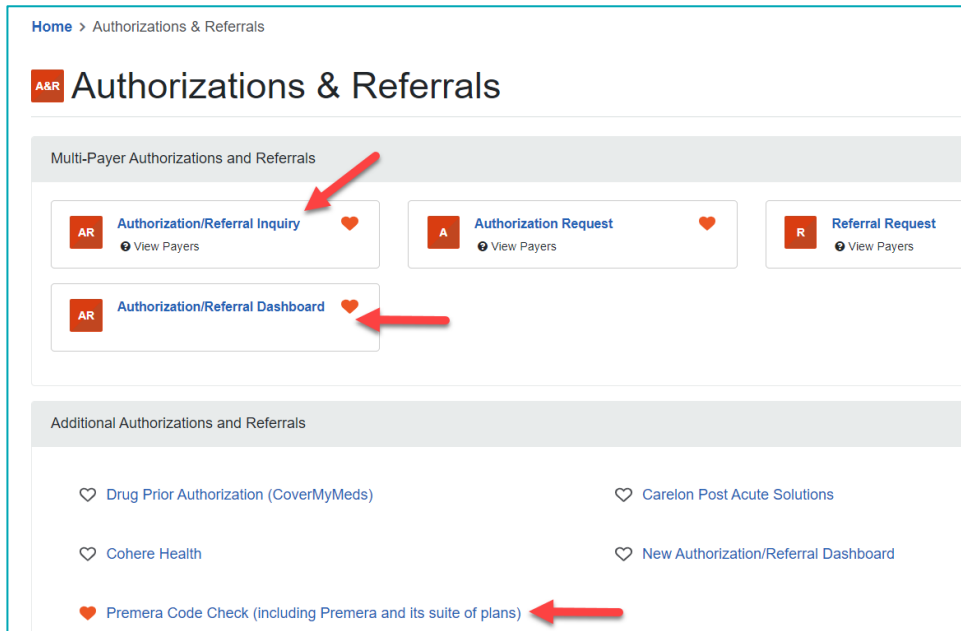 Home > Authorizations & Referrals
A&R Authorizations & Referrals
Multi-Payer Authorizations and Referrals
AR Authorization/Referral Inquiry
? View Payers
A Authorization Request
? View Payers
R Referral Request
? View Payers
AR Authorization/Referral Dashboard
Additional Authorizations and Referrals
Drug Prior Authorization (CoverMyMeds)
Carelon Post Acute Solutions
Cohere Health
New Authorization/Referral Dashboard
Premera Code Check (including Premera and its suite of plans)